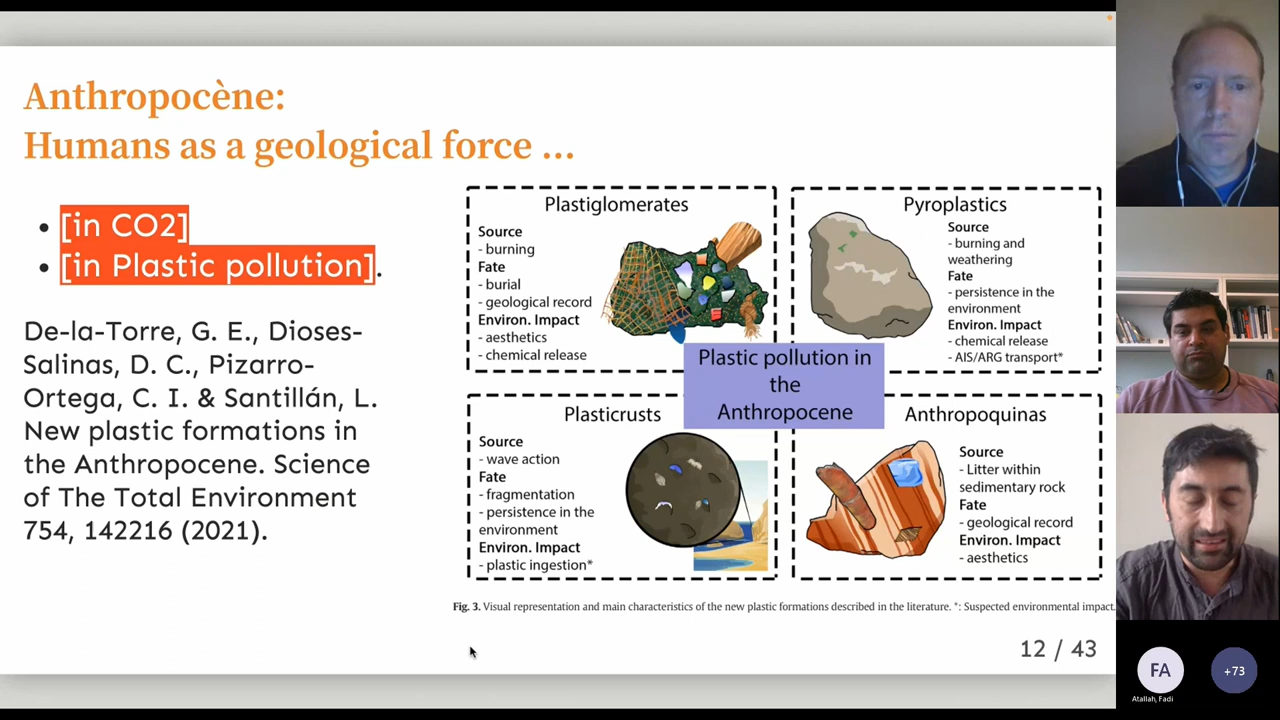 Anthropocène:
Humans as a geological force ...
• [in CO2]
• [in Plastic pollution].
De-la-Torre, G. E., Dioses-
Salinas, D. C., Pizarro-
Ortega, C. I. & Santillán, L.
New plastic formations in
the Anthropocene. Science
of The Total Environment
754, 142216 (2021).
Plastiglomerates
Source
- burning
Fate
- burial
- geological record
Environ. Impact
- aesthetics
- chemical release
Pyroplastics
Source
- burning and
weathering
Fate
- persistence in the
environment
Environ. Impact
- chemical release
- AIS/ARG transport*
Plastic pollution in
the
Anthropocene
Plasticrusts
Source
- wave action
Fate
- fragmentation
- persistence in the
environment
Environ. Impact
- plastic ingestion*
Anthropoquinas
Source
- Litter within
sedimentary rock
Fate
- geological record
Environ. Impact
- aesthetics
Fig. 3. Visual representation and main characteristics of the new plastic formations described in the literature. *: Suspected environmental impact.
12 / 43
FA
Atallah, Fadi
+73